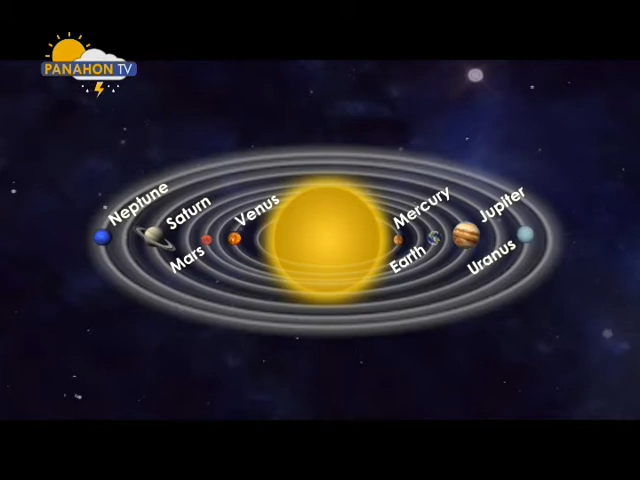 PANAHON TV
Neptune
Saturn
Mars
Venus
Mercury
Earth
Jupiter
Uranus